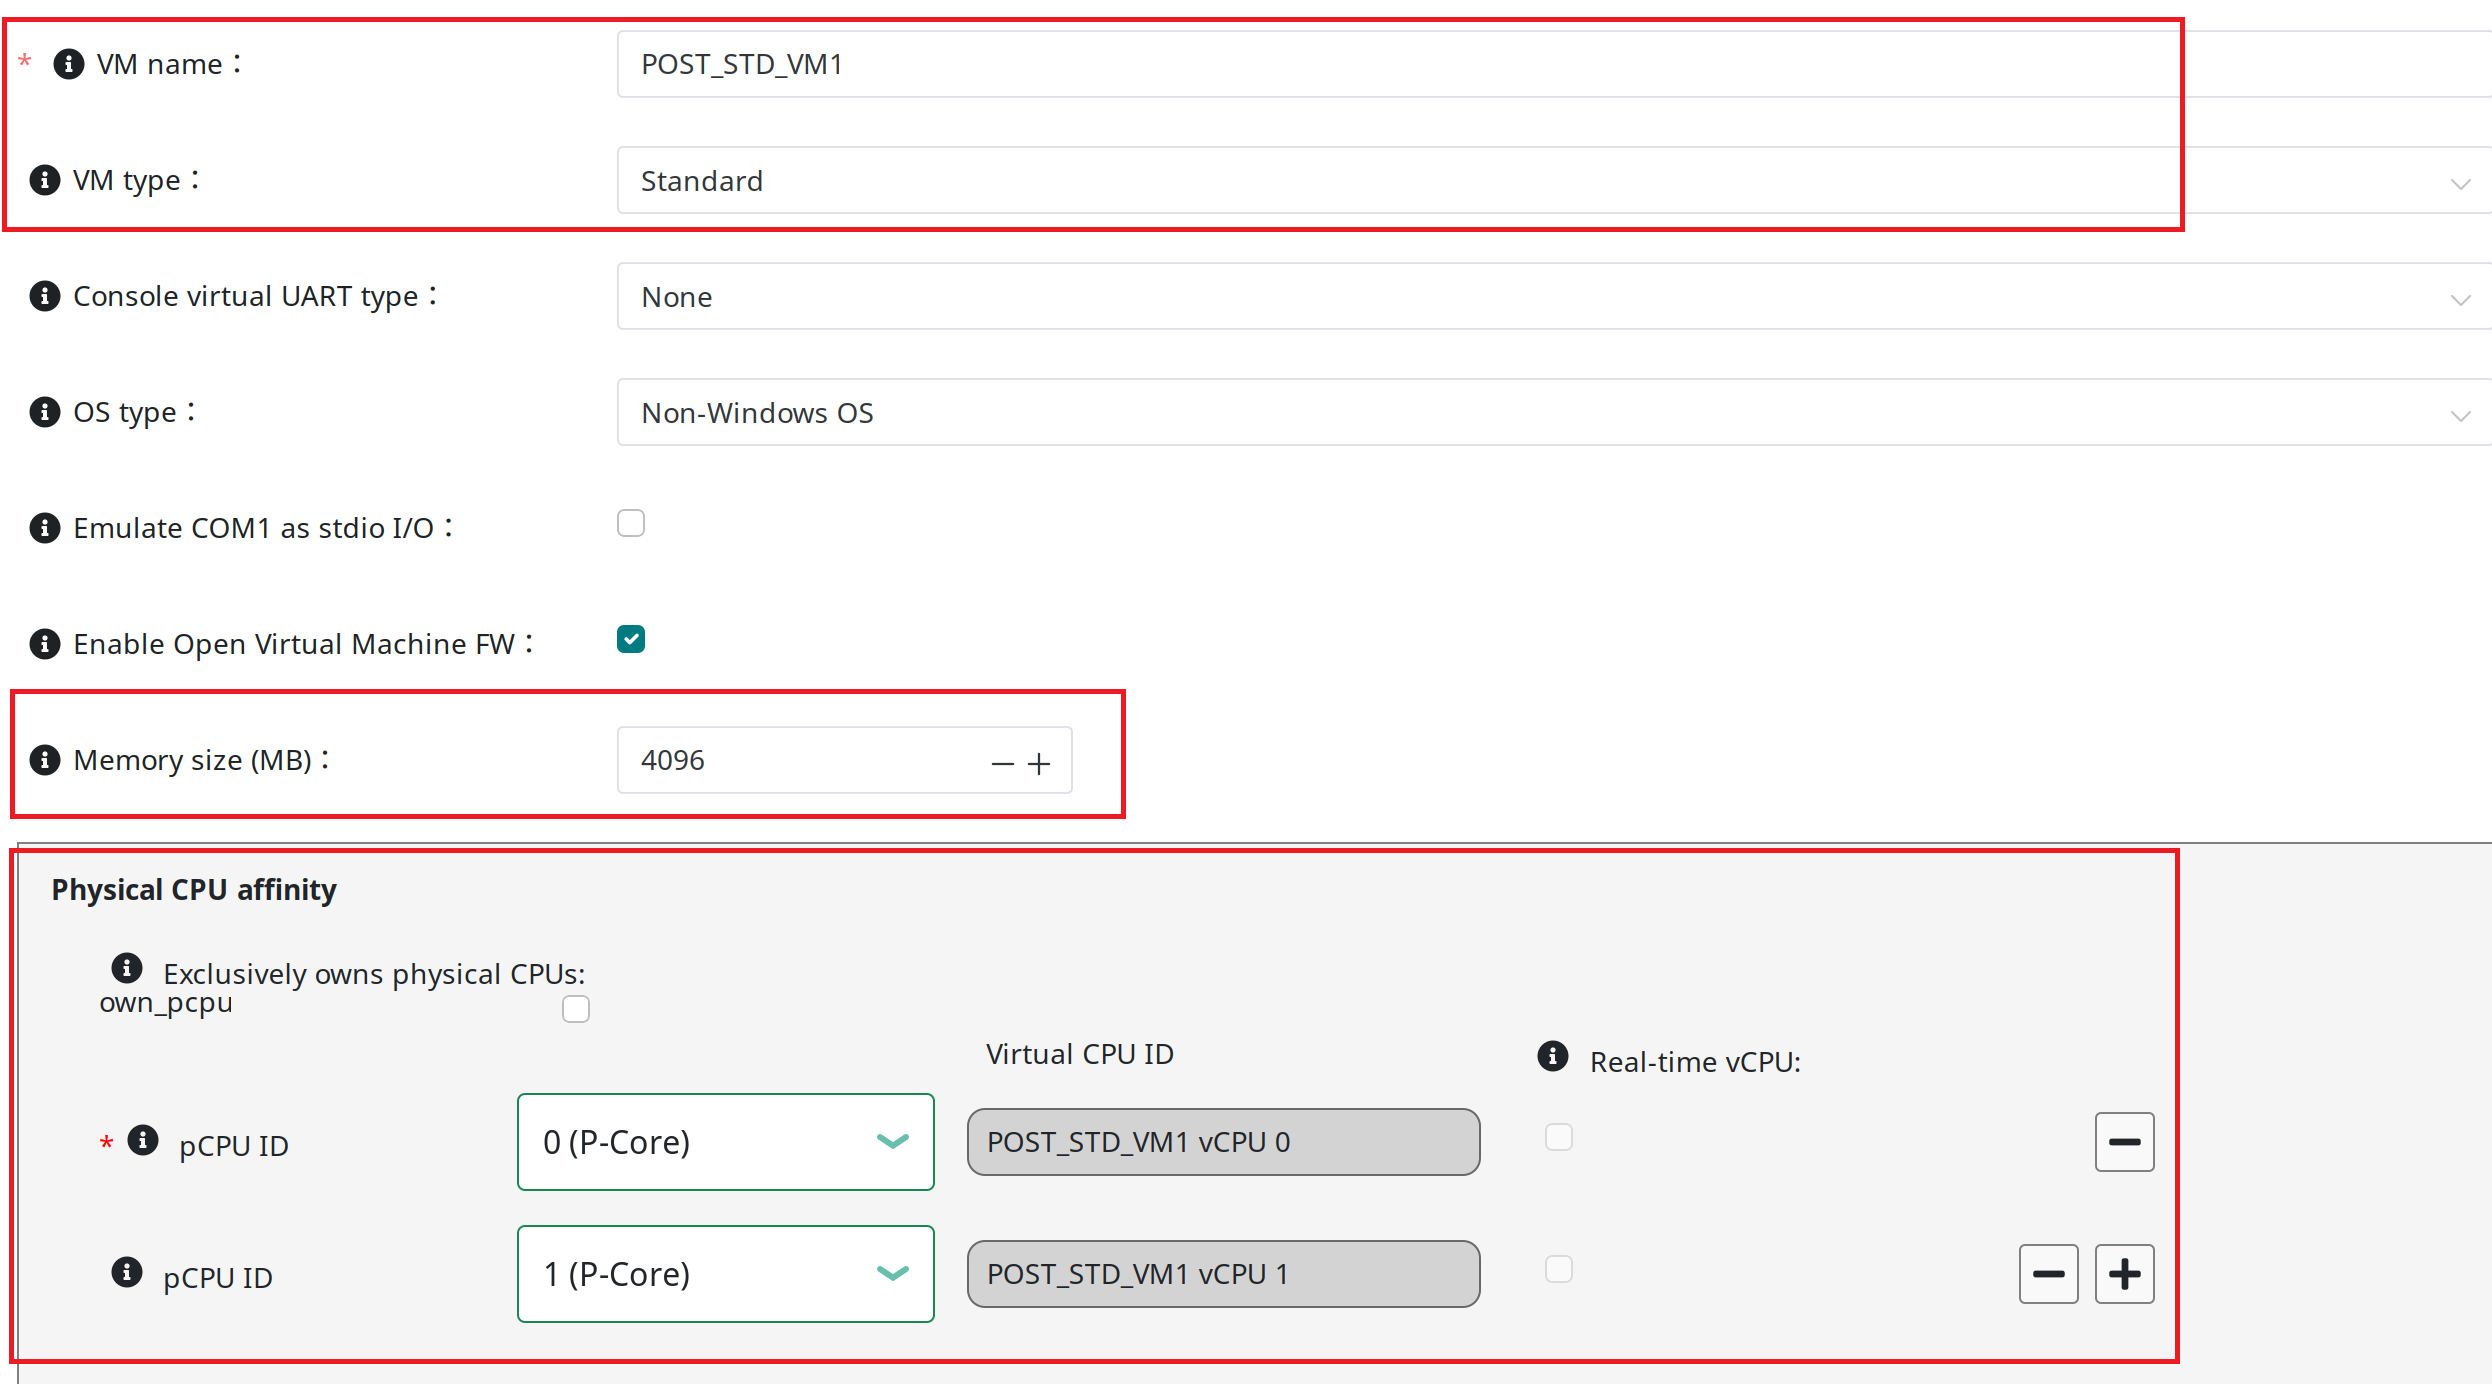 * VM name： POST_STD_VM1
VM type： Standard
Console virtual UART type： None
OS type： Non-Windows OS
Emulate COM1 as stdio I/O：
Enable Open Virtual Machine FW：
Memory size (MB)： 4096
Physical CPU affinity
Exclusively owns physical CPUs:
own_pcpu
Virtual CPU ID Real-time vCPU:
* pCPU ID 0 (P-Core) POST_STD_VM1 vCPU 0
pCPU ID 1 (P-Core) POST_STD_VM1 vCPU 1